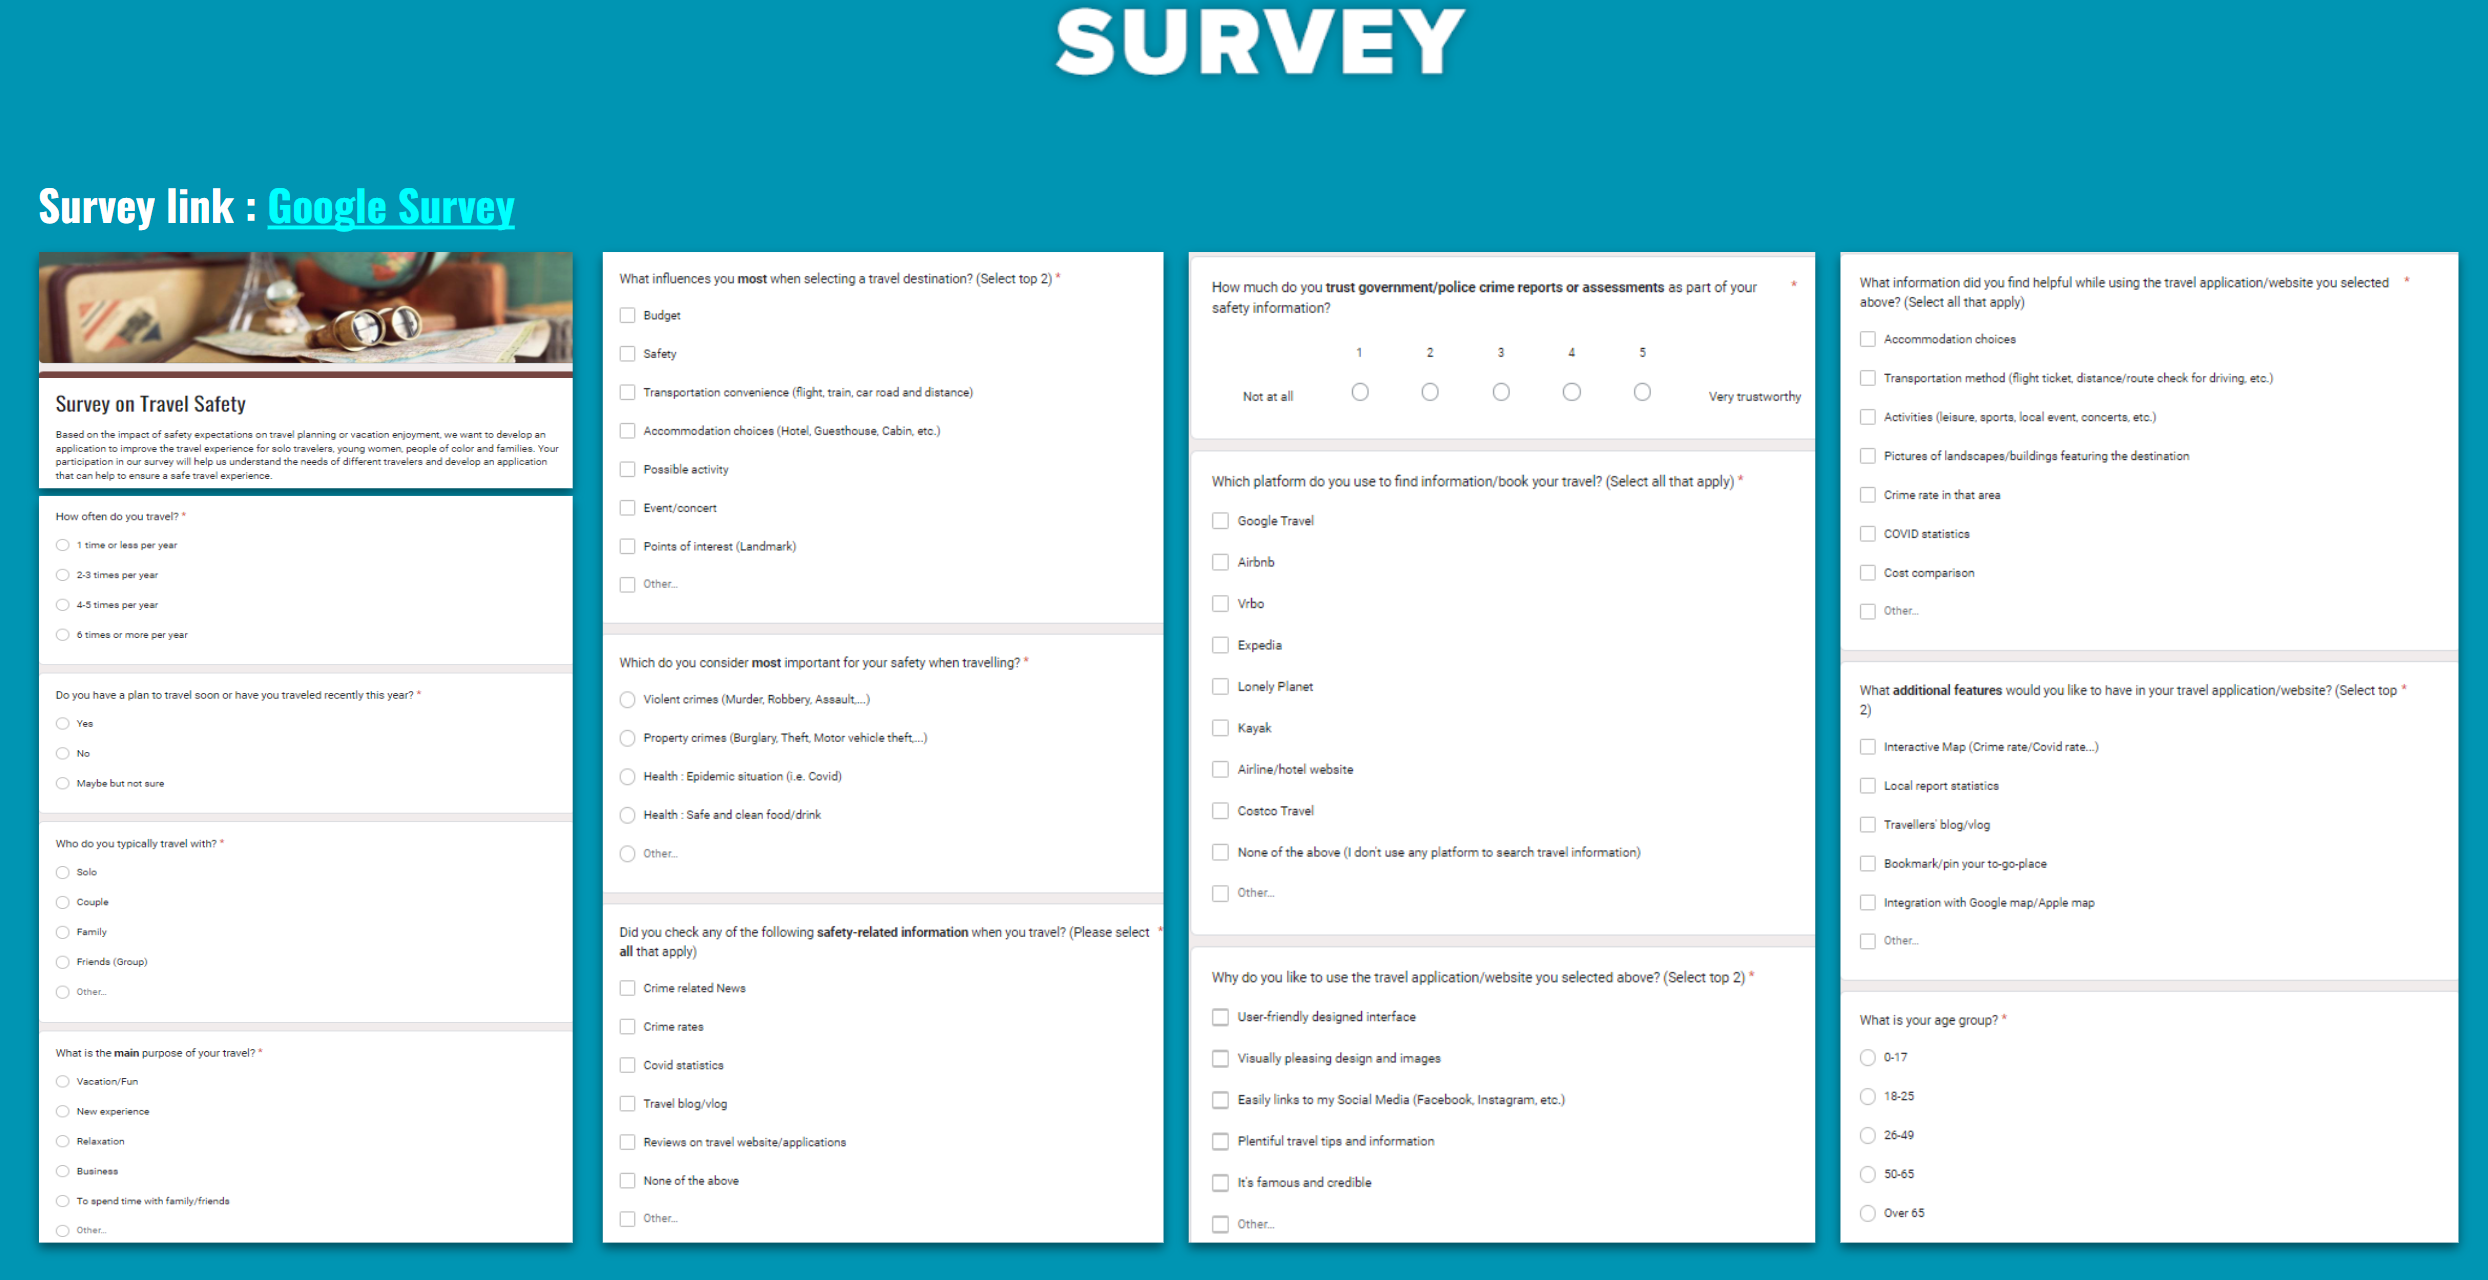 SURVEY
Survey link : Google Survey
Survey on Travel Safety
Based on the impact of safety expectations on travel planning or vacation enjoyment, we want to develop an
application to improve the travel experience for solo travelers, young women, people of color and families. Your
participation in our survey will help us understand the needs of different travelers and develop an application
that can help to ensure a safe travel experience.
How often do you travel? *
1 time or less per year
2-3 times per year
4-5 times per year
6 times or more per year
Do you have a plan to travel soon or have you traveled recently this year? *
Yes
No
Maybe but not sure
Who do you typically travel with? *
Solo
Couple
Family
Friends (Group)
Other...
What is the main purpose of your travel? *
Vacation/Fun
New experience
Relaxation
Business
To spend time with family/friends
Other...
What influences you most when selecting a travel destination? (Select top 2) *
Budget
Safety
Transportation convenience (flight, train, car road and distance)
Accommodation choices (Hotel, Guesthouse, Cabin, etc.)
Possible activity
Event/concert
Points of interest (Landmark)
Other...
Which do you consider most important for your safety when travelling? *
Violent crimes (Murder, Robbery, Assault,...)
Property crimes (Burglary, Theft, Motor vehicle theft,...)
Health : Epidemic situation (i.e. Covid)
Health : Safe and clean food/drink
Other...
Did you check any of the following safety-related information when you travel? (Please select *
all that apply)
Crime related News
Crime rates
Covid statistics
Travel blog/vlog
Reviews on travel website/applications
None of the above
Other...
How much do you trust government/police crime reports or assessments as part of your *
safety information?
1 2 3 4 5
Not at all Very trustworthy
Which platform do you use to find information/book your travel? (Select all that apply) *
Google Travel
Airbnb
Vrbo
Expedia
Lonely Planet
Kayak
Airline/hotel website
Costco Travel
None of the above (I don't use any platform to search travel information)
Other...
Why do you like to use the travel application/website you selected above? (Select top 2) *
User-friendly designed interface
Visually pleasing design and images
Easily links to my Social Media (Facebook, Instagram, etc.)
Plentiful travel tips and information
It's famous and credible
Other...
What information did you find helpful while using the travel application/website you selected *
above? (Select all that apply)
Accommodation choices
Transportation method (flight ticket, distance/route check for driving, etc.)
Activities (leisure, sports, local event, concerts, etc.)
Pictures of landscapes/buildings featuring the destination
Crime rate in that area
COVID statistics
Cost comparison
Other...
What additional features would you like to have in your travel application/website? (Select top *
2)
Interactive Map (Crime rate/Covid rate...)
Local report statistics
Travellers' blog/vlog
Bookmark/pin your to-go-place
Integration with Google map/Apple map
Other...
What is your age group? *
0-17
18-25
26-49
50-65
Over 65